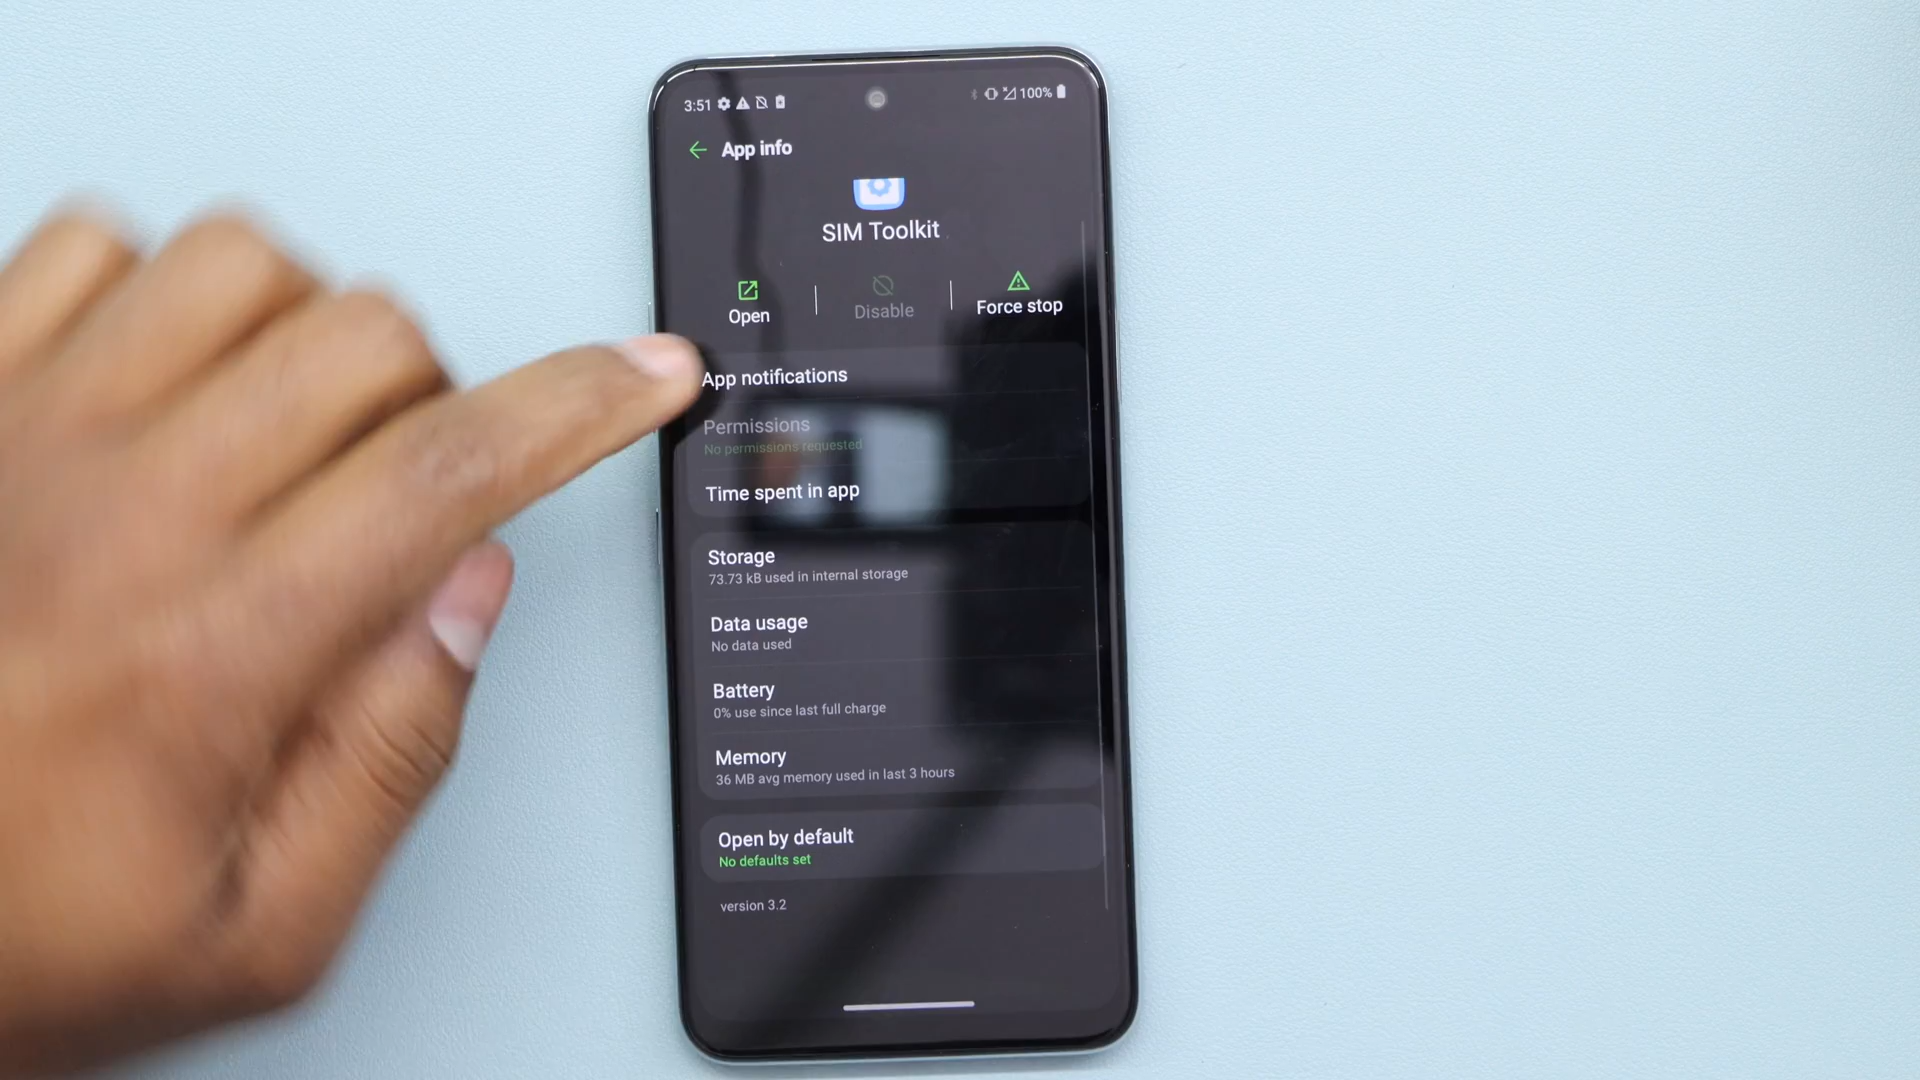 3:51 100%
App info
SIM Toolkit
Open Disable Force stop
App notifications
Permissions
No permissions requested
Time spent in app
Storage
73.73 kB used in internal storage
Data usage
No data used
Battery
0% use since last full charge
Memory
36 MB avg memory used in last 3 hours
Open by default
No defaults set
version 3.2